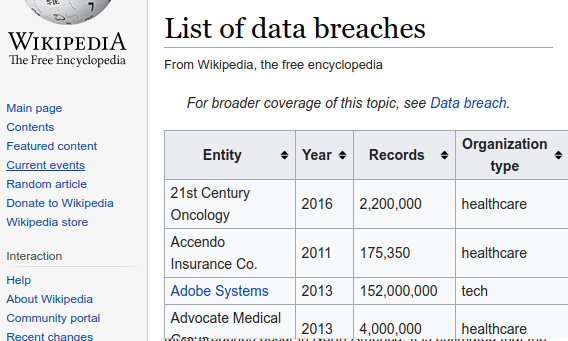 WIKIPEDIA
The Free Encyclopedia
Main page
Contents
Featured content
Current events
Random article
Donate to Wikipedia
Wikipedia store
Interaction
Help
About Wikipedia
Community portal
Recent changes
List of data breaches
From Wikipedia, the free encyclopedia
For broader coverage of this topic, see Data breach.
Entity Year Records Organization type
21st Century Oncology 2016 2,200,000 healthcare
Accendo Insurance Co. 2011 175,350 healthcare
Adobe Systems 2013 152,000,000 tech
Advocate Medical 2013 4,000,000 healthcare